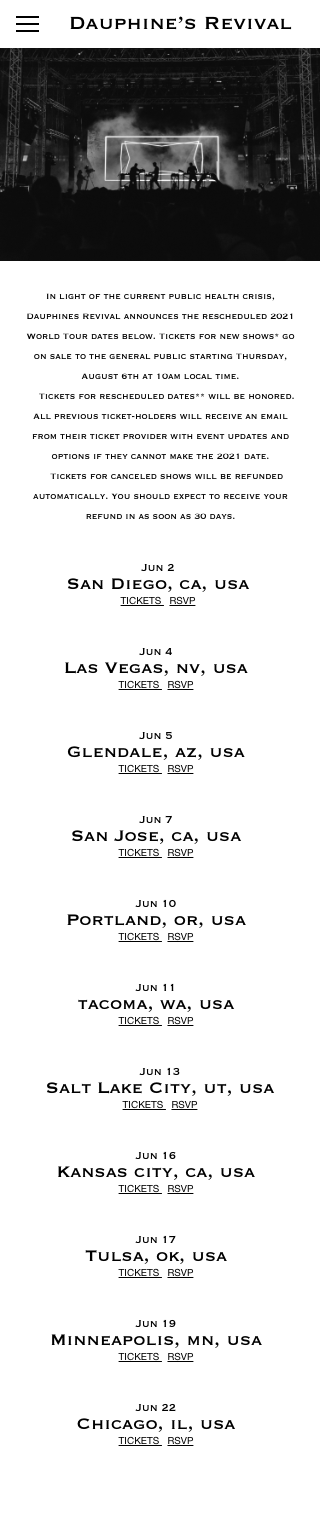 Dauphine's Revival
In light of the current public health crisis,
Dauphines Revival announces the rescheduled 2021
World Tour dates below. Tickets for new shows* go
on sale to the general public starting Thursday,
August 6th at 10am local time.
Tickets for rescheduled dates** will be honored.
All previous ticket-holders will receive an email
from their ticket provider with event updates and
options if they cannot make the 2021 date.
Tickets for canceled shows will be refunded
automatically. You should expect to receive your
refund in as soon as 30 days.
Jun 2
San Diego, CA, USA
TICKETS RSVP
Jun 4
Las Vegas, NV, USA
TICKETS RSVP
Jun 5
Glendale, AZ, USA
TICKETS RSVP
Jun 7
San Jose, CA, USA
TICKETS RSVP
Jun 10
Portland, OR, USA
TICKETS RSVP
Jun 11
tacoma, WA, USA
TICKETS RSVP
Jun 13
Salt Lake City, UT, USA
TICKETS RSVP
Jun 16
Kansas city, CA, USA
TICKETS RSVP
Jun 17
Tulsa, OK, USA
TICKETS RSVP
Jun 19
Minneapolis, MN, USA
TICKETS RSVP
Jun 22
Chicago, IL, USA
TICKETS RSVP